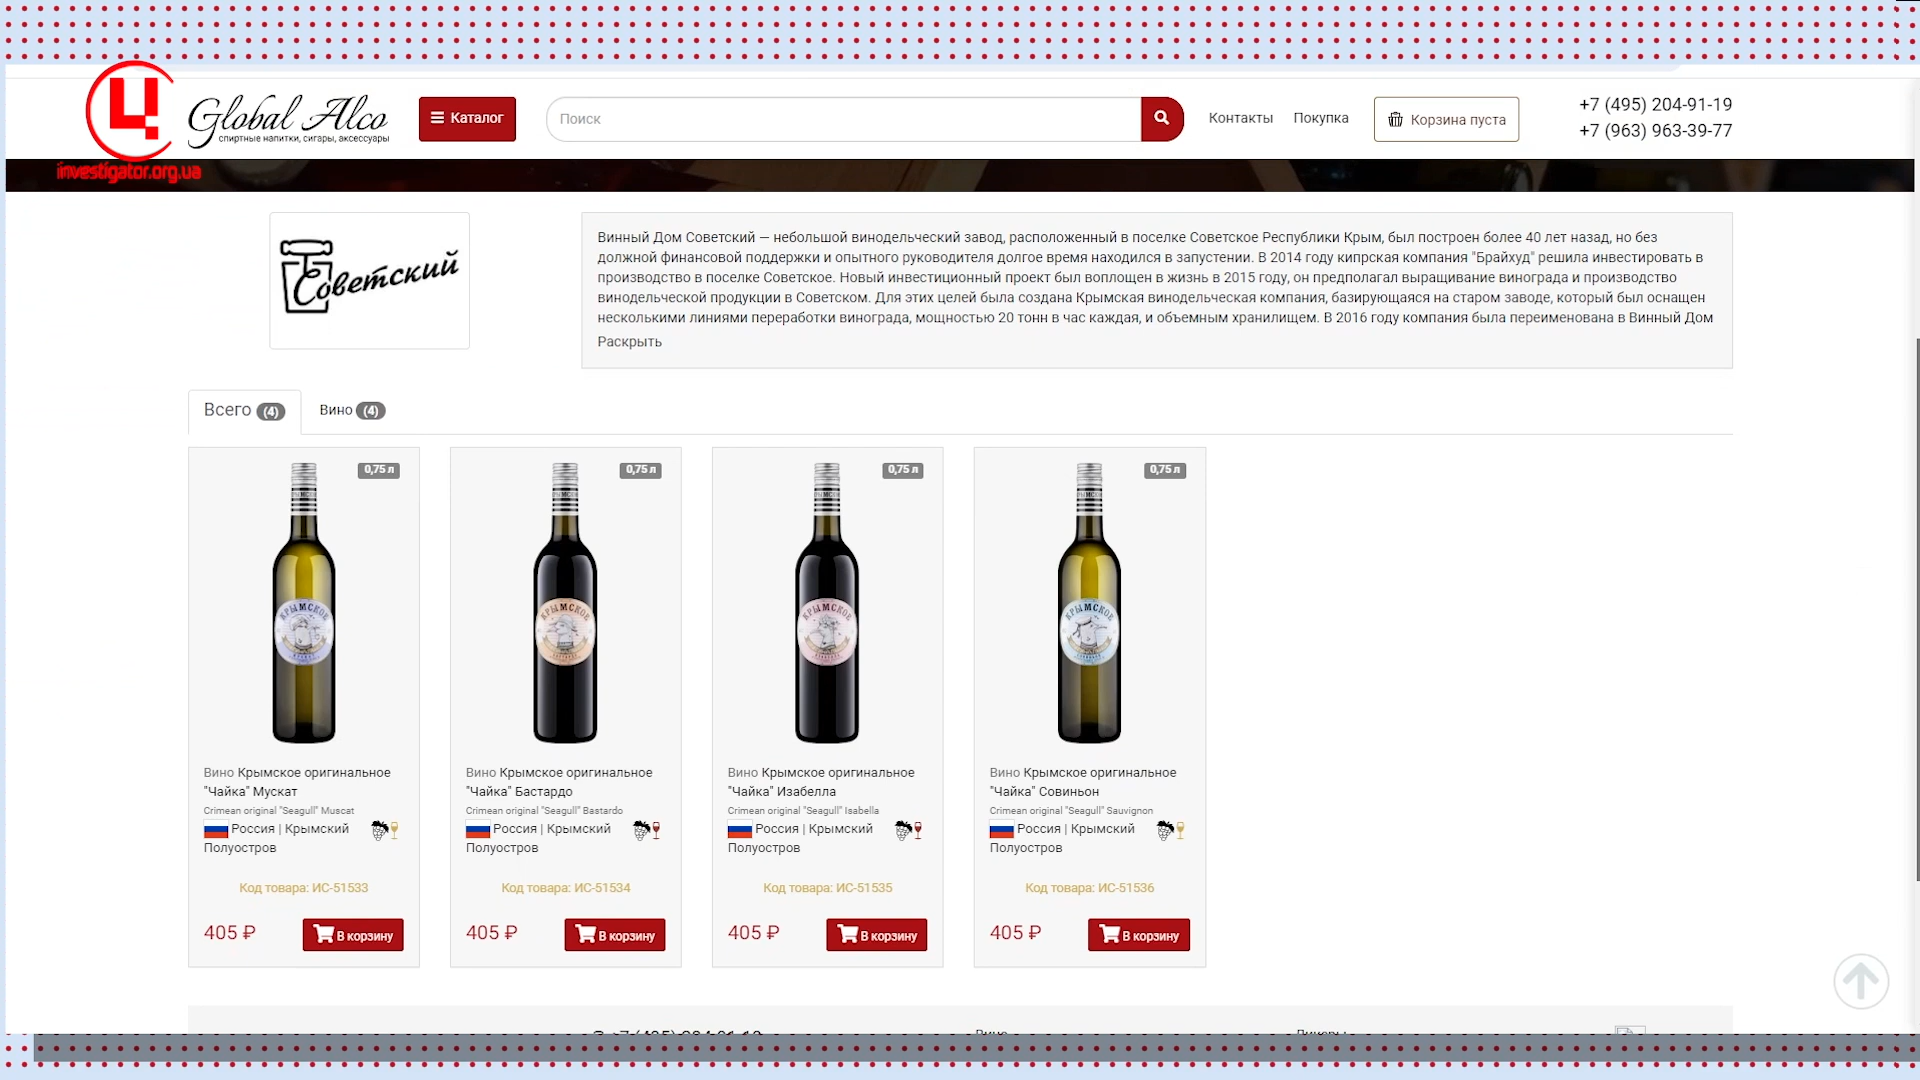 Ц
investigator.org.ua
Global Alco
спиртные напитки, сигары, аксессуары
Каталог
Поиск
Контакты
Покупка
Корзина пуста
+7 (495) 204-91-19
+7 (963) 963-39-77
Советский
Винный Дом Советский — небольшой винодельческий завод, расположенный в поселке Советское Республики Крым, был построен более 40 лет назад, но без
должной финансовой поддержки и опытного руководителя долгое время находился в запустении. В 2014 году кипрская компания "Брайхуд" решила инвестировать в
производство в поселке Советское. Новый инвестиционный проект был воплощен в жизнь в 2015 году, он предполагал выращивание винограда и производство
винодельческой продукции в Советском. Для этих целей была создана Крымская винодельческая компания, базирующаяся на старом заводе, который был оснащен
несколькими линиями переработки винограда, мощностью 20 тонн в час каждая, и объемным хранилищем. В 2016 году компания была переименована в Винный Дом
Раскрыть
Всего (4)
Вино (4)
0,75 л
КРЫМСКОЕ
Вино Крымское оригинальное
"Чайка" Мускат
Crimean original "Seagull" Muscat
Россия | Крымский
Полуостров
Код товара: ИС-51533
405 ₽
В корзину
0,75 л
КРЫМСКОЕ
Вино Крымское оригинальное
"Чайка" Бастардо
Crimean original "Seagull" Bastardo
Россия | Крымский
Полуостров
Код товара: ИС-51534
405 ₽
В корзину
0,75 л
КРЫМСКОЕ
Вино Крымское оригинальное
"Чайка" Изабелла
Crimean original "Seagull" Isabella
Россия | Крымский
Полуостров
Код товара: ИС-51535
405 ₽
В корзину
0,75 л
КРЫМСКОЕ
Вино Крымское оригинальное
"Чайка" Совиньон
Crimean original "Seagull" Sauvignon
Россия | Крымский
Полуостров
Код товара: ИС-51536
405 ₽
В корзину